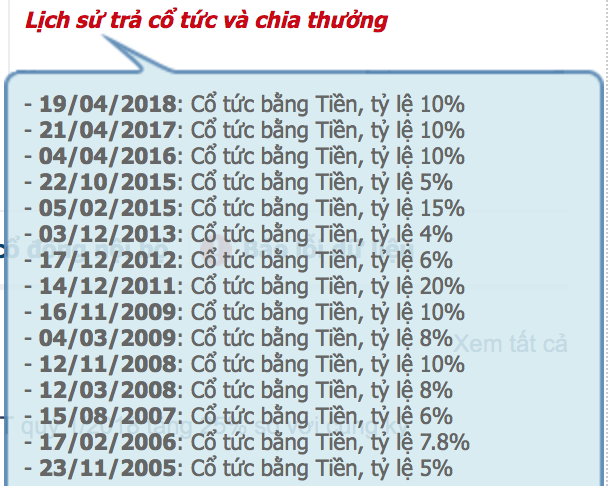 Lịch sử trả cổ tức và chia thưởng
- 19/04/2018: Cổ tức bằng Tiền, tỷ lệ 10%
- 21/04/2017: Cổ tức bằng Tiền, tỷ lệ 10%
- 04/04/2016: Cổ tức bằng Tiền, tỷ lệ 10%
- 22/10/2015: Cổ tức bằng Tiền, tỷ lệ 5%
- 05/02/2015: Cổ tức bằng Tiền, tỷ lệ 15%
- 03/12/2013: Cổ tức bằng Tiền, tỷ lệ 4%
- 17/12/2012: Cổ tức bằng Tiền, tỷ lệ 6%
- 14/12/2011: Cổ tức bằng Tiền, tỷ lệ 20%
- 16/11/2009: Cổ tức bằng Tiền, tỷ lệ 10%
- 04/03/2009: Cổ tức bằng Tiền, tỷ lệ 8%
Xem tất cả
- 12/11/2008: Cổ tức bằng Tiền, tỷ lệ 10%
- 12/03/2008: Cổ tức bằng Tiền, tỷ lệ 8%
- 15/08/2007: Cổ tức bằng Tiền, tỷ lệ 6%
- 17/02/2006: Cổ tức bằng Tiền, tỷ lệ 7.8%
- 23/11/2005: Cổ tức bằng Tiền, tỷ lệ 5%